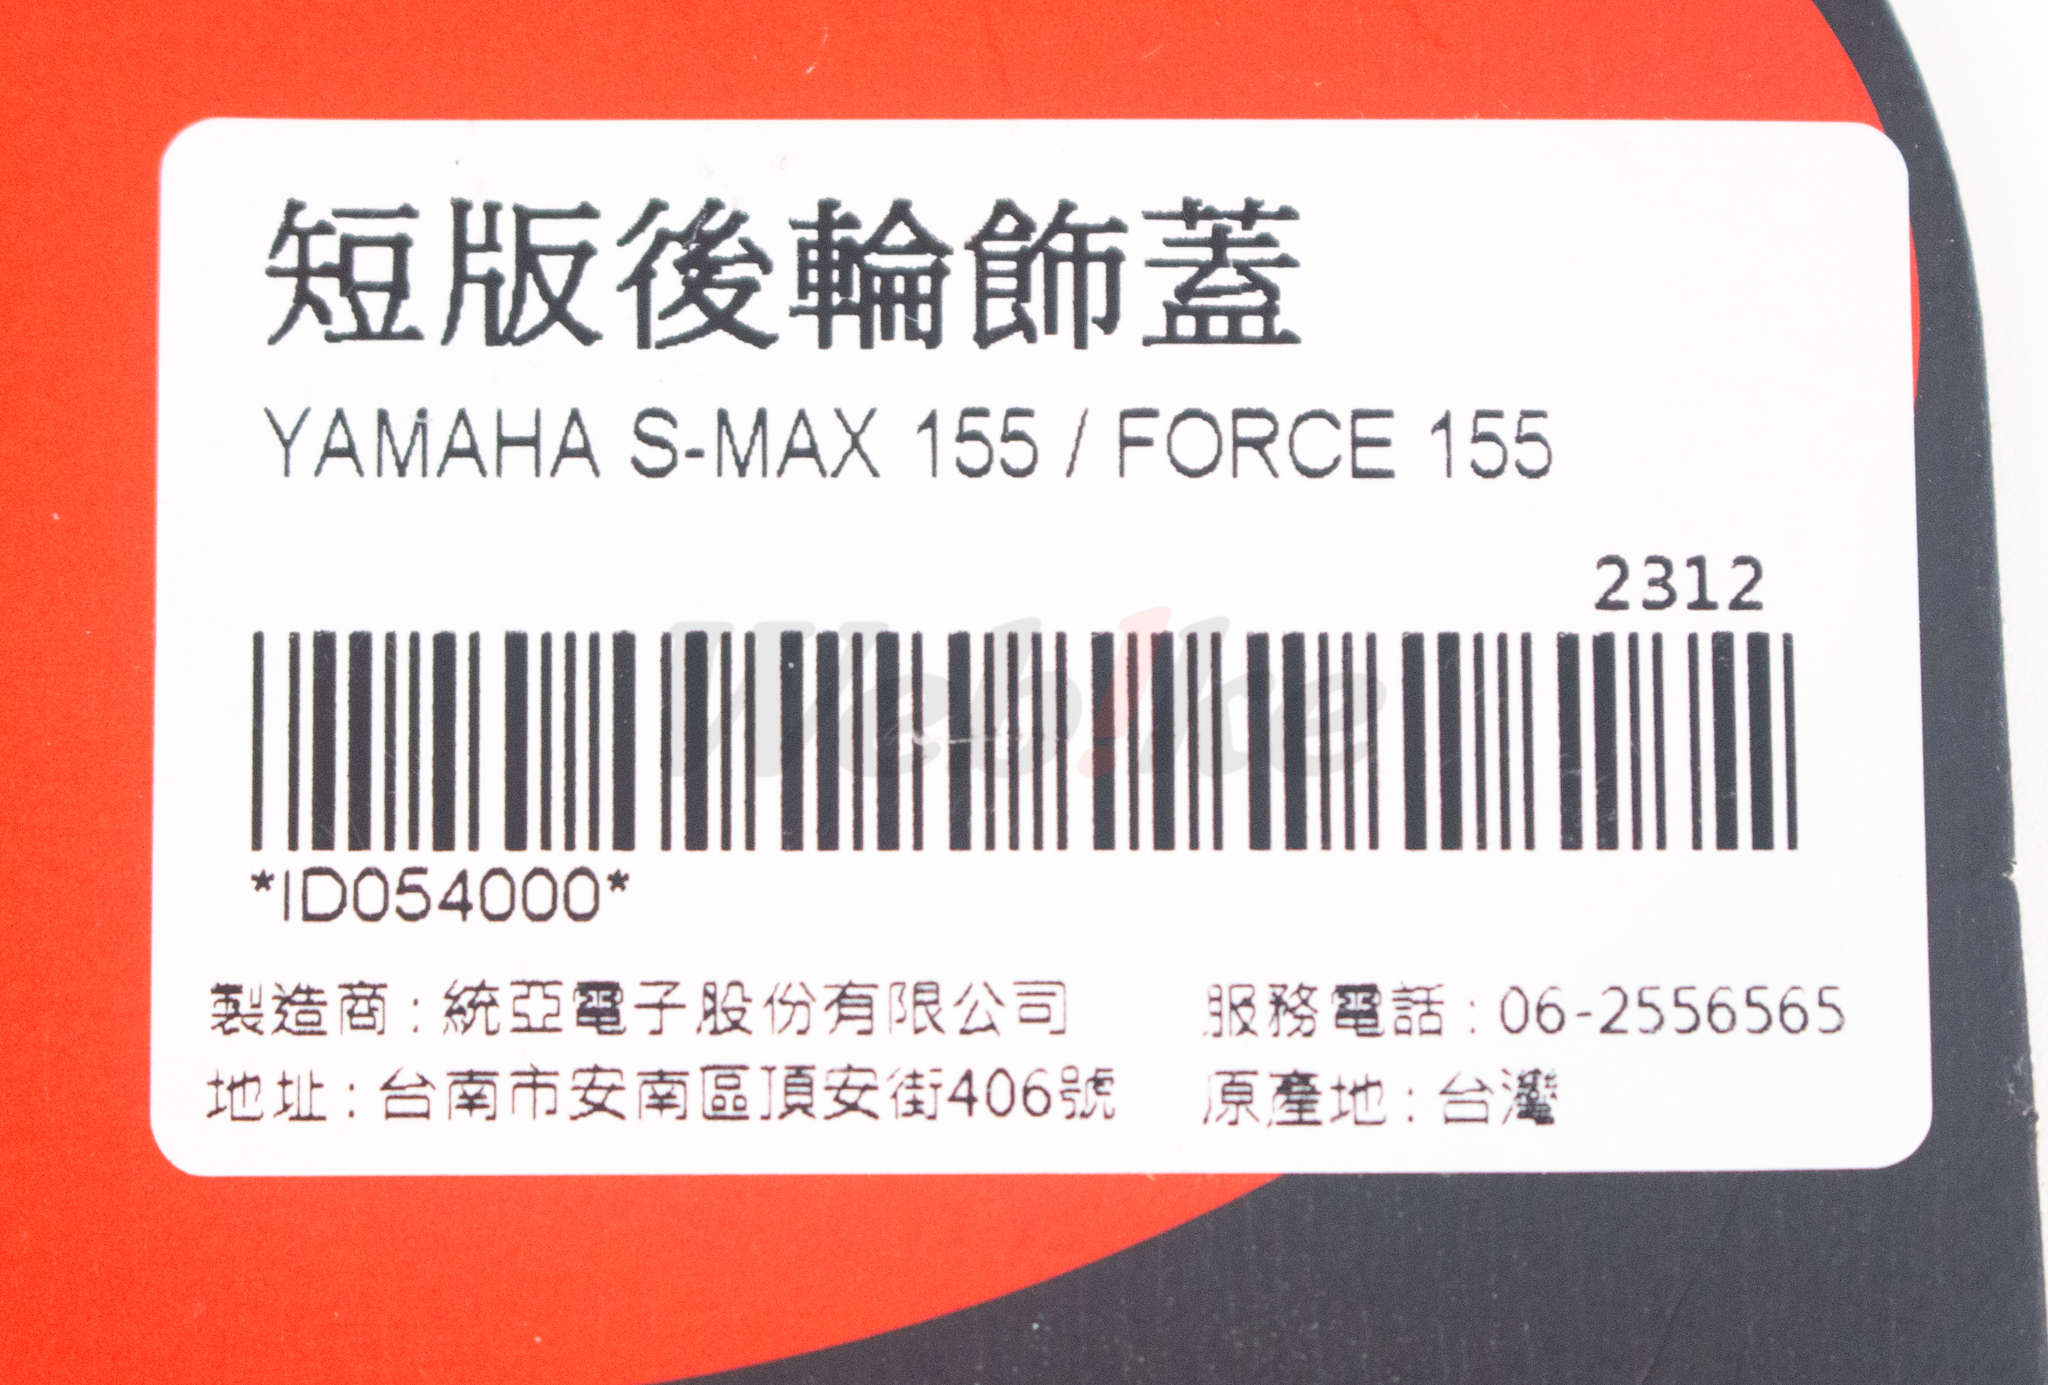 短版後輪飾蓋
YAMAHA S-MAX 155 / FORCE 155
2312
Web!ke
*ID054000*
製造商：統亞電子股份有限公司 服務電話：06-2556565
地址：台南市安南區頂安街406號 原產地：台灣